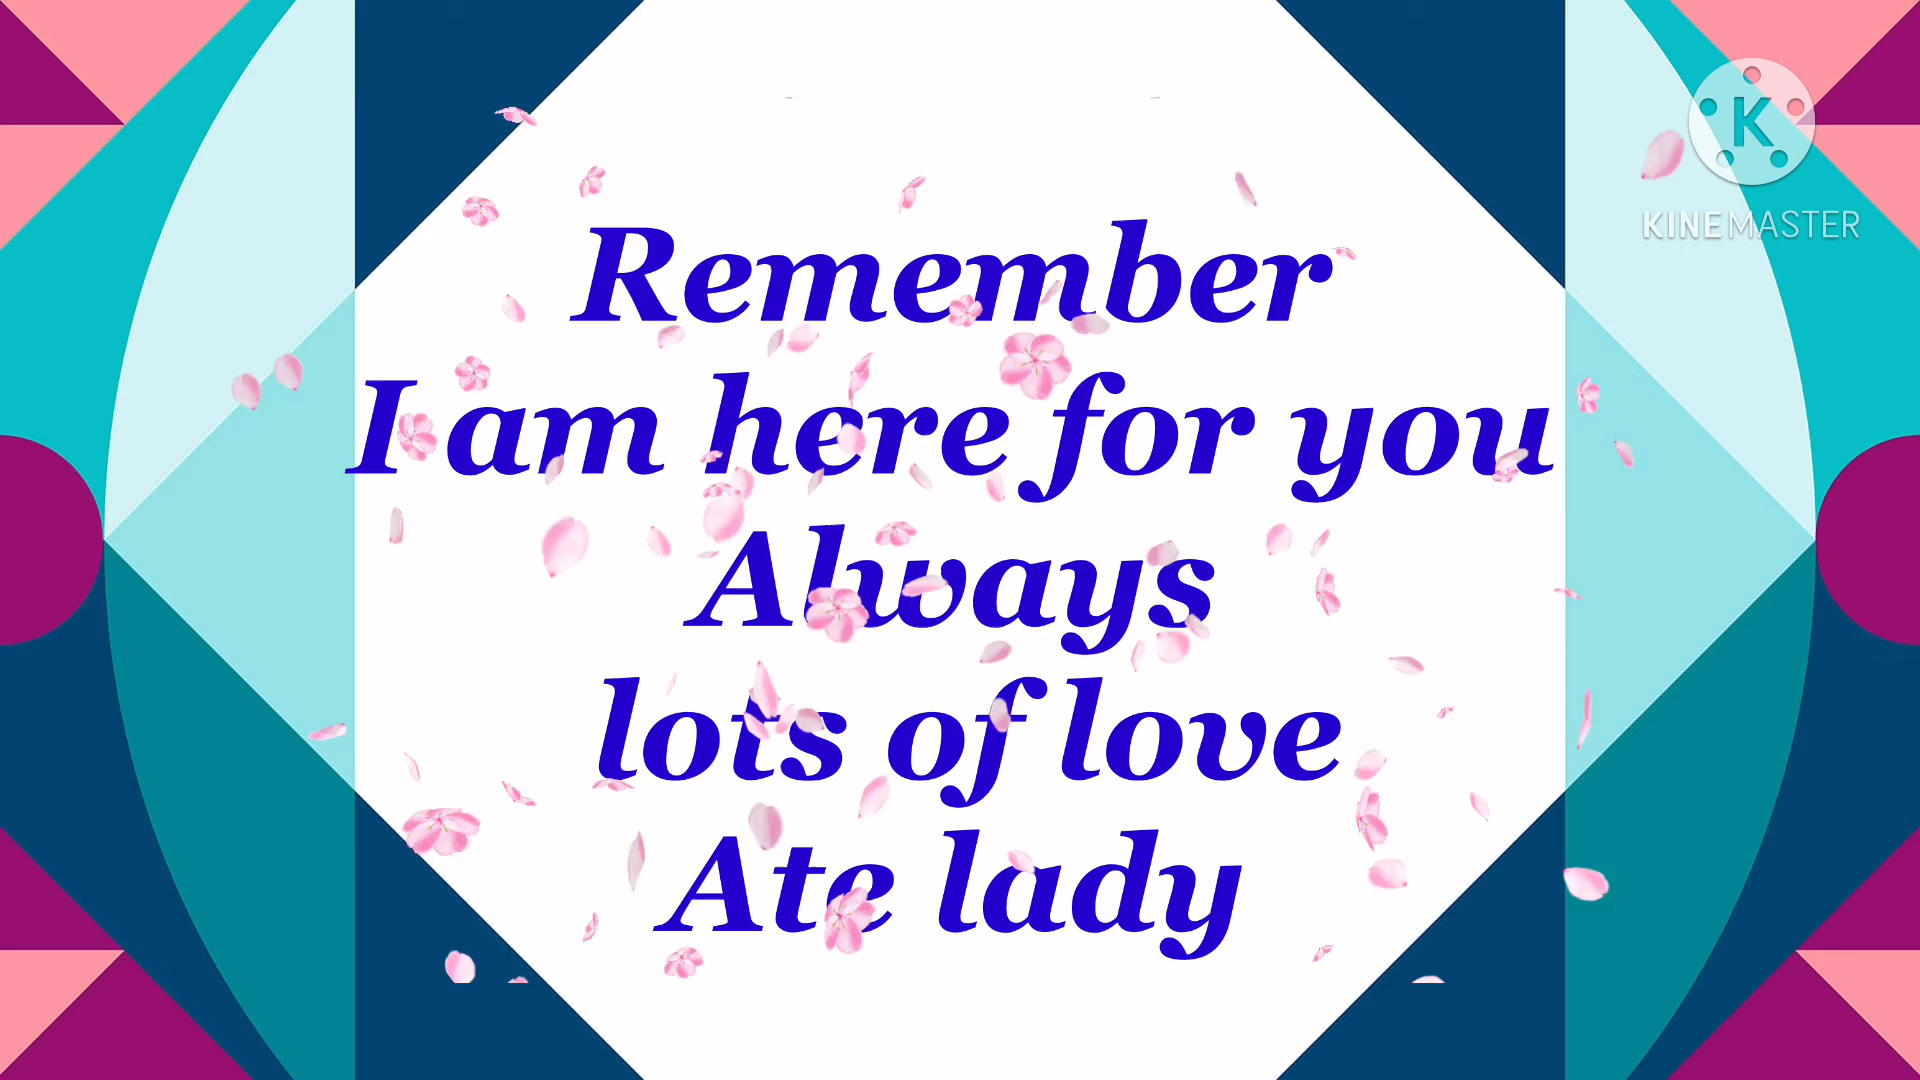 K
KINEMASTER
Remember
I am here for you
Always
lots of love
Ate lady